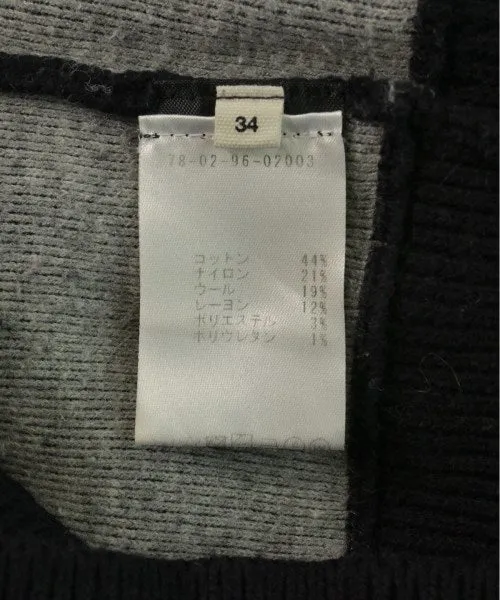 34
78-02-96-02003
コットン 44%
ナイロン 21%
ウール 19%
レーヨン 12%
ポリエステル 3%
ポリウレタン 1%